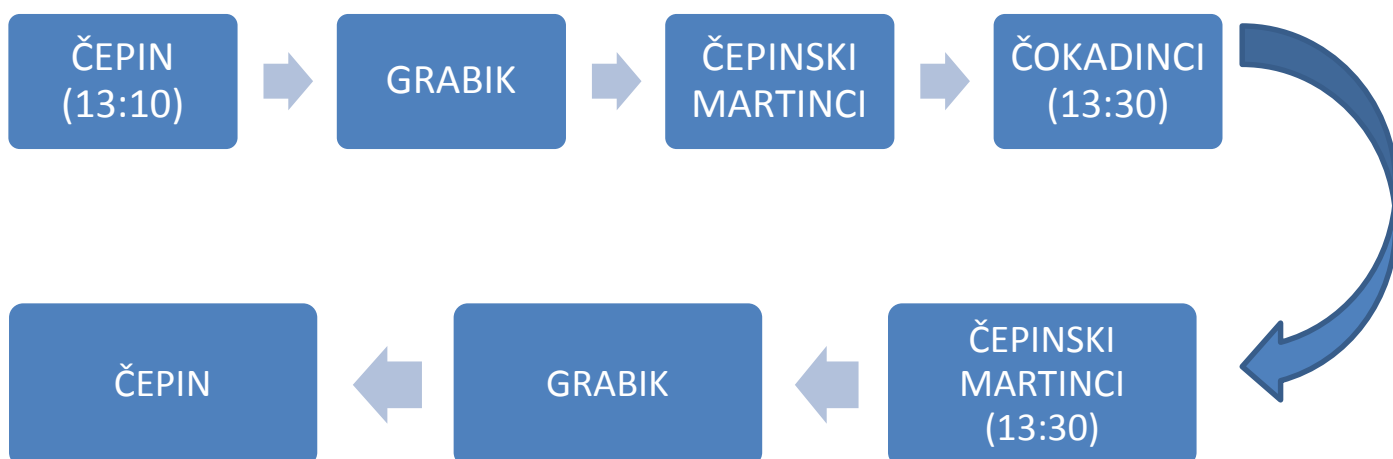 ČEPIN
(13:10)
GRABIK
ČEPINSKI
MARTINCI
ČOKADINCI
(13:30)
ČEPINSKI
MARTINCI
(13:30)
GRABIK
ČEPIN